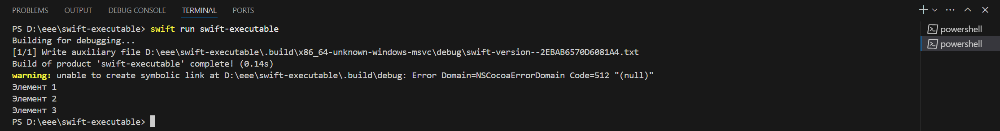 PROBLEMS OUTPUT DEBUG CONSOLE TERMINAL PORTS
PS D:\eee\swift-executable> swift run swift-executable
Building for debugging...
[1/1] Write auxiliary file D:\eee\swift-executable\.build\x86_64-unknown-windows-msvc\debug\swift-version--2EBAB6570D6081A4.txt
Build of product 'swift-executable' complete! (0.14s)
warning: unable to create symbolic link at D:\eee\swift-executable\.build\debug: Error Domain=NSCocoaErrorDomain Code=512 "(null)"
Элемент 1
Элемент 2
Элемент 3
PS D:\eee\swift-executable>
powershell
powershell